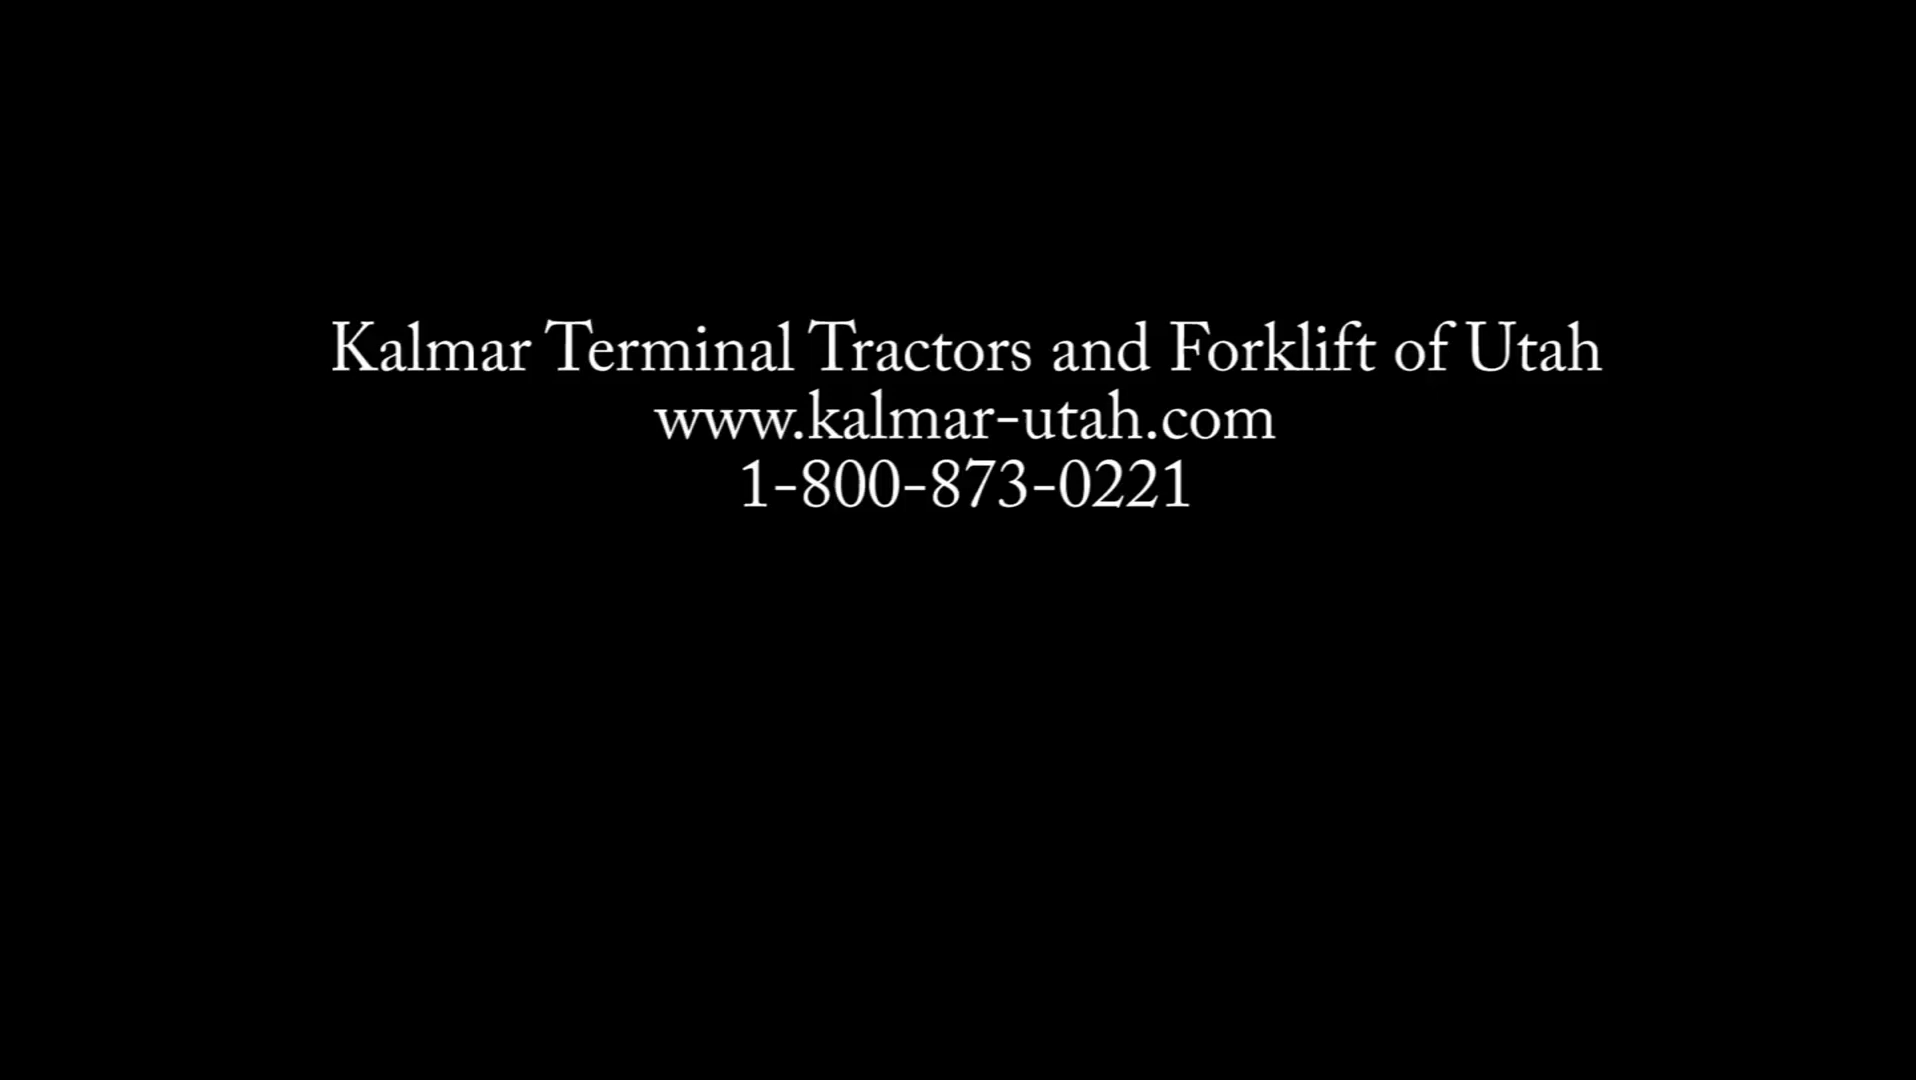 Kalmar Terminal Tractors and Forklift of Utah
www.kalmar-utah.com
1-800-873-0221